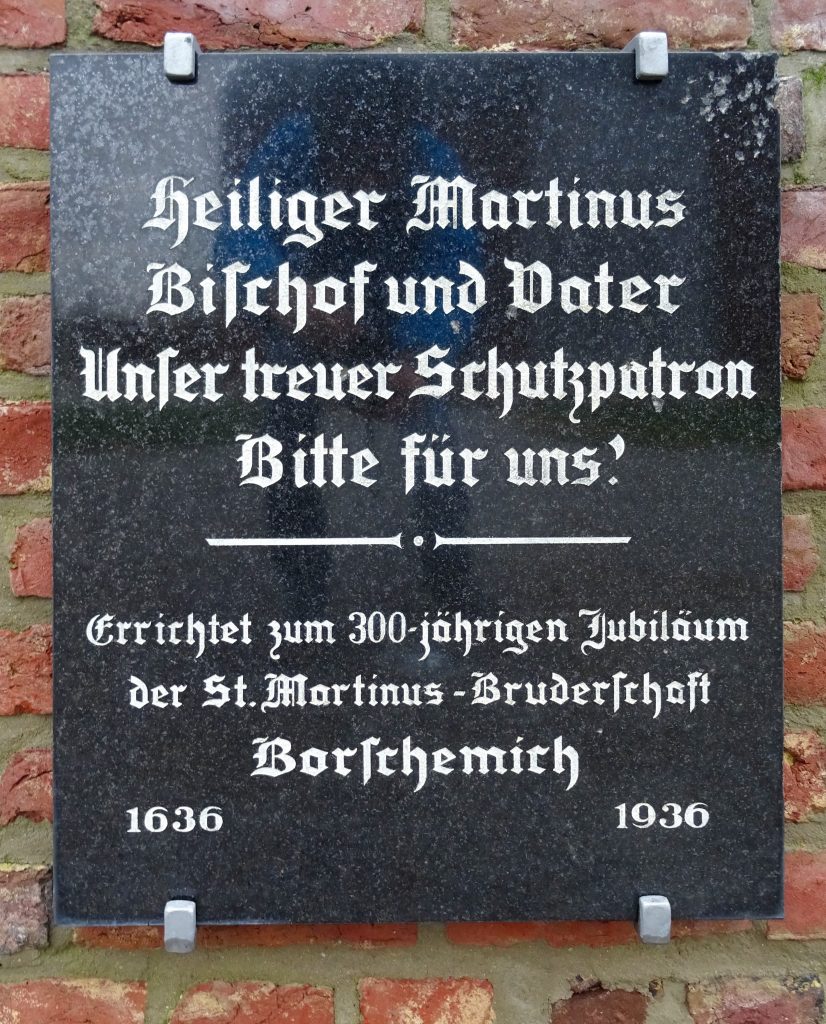 Heiliger Martinus
Biſchof und Vater
Unſer treuer Schutzpatron
Bitte für uns!
Errichtet zum 300-jährigen Jubiläum
der St. Martinus-Bruderſchaft
Borſchemich
1636 1936